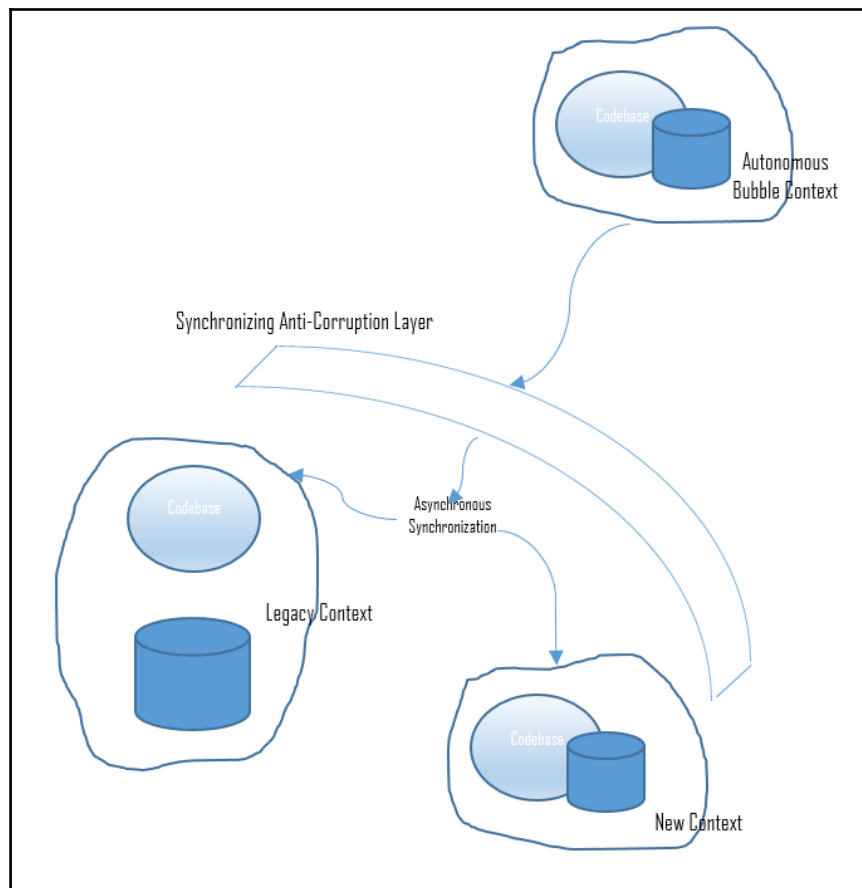 Codebase
Autonomous
Bubble Context
Synchronizing Anti-Corruption Layer
Codebase
Asynchronous
Synchronization
Legacy Context
Codebase
New Context